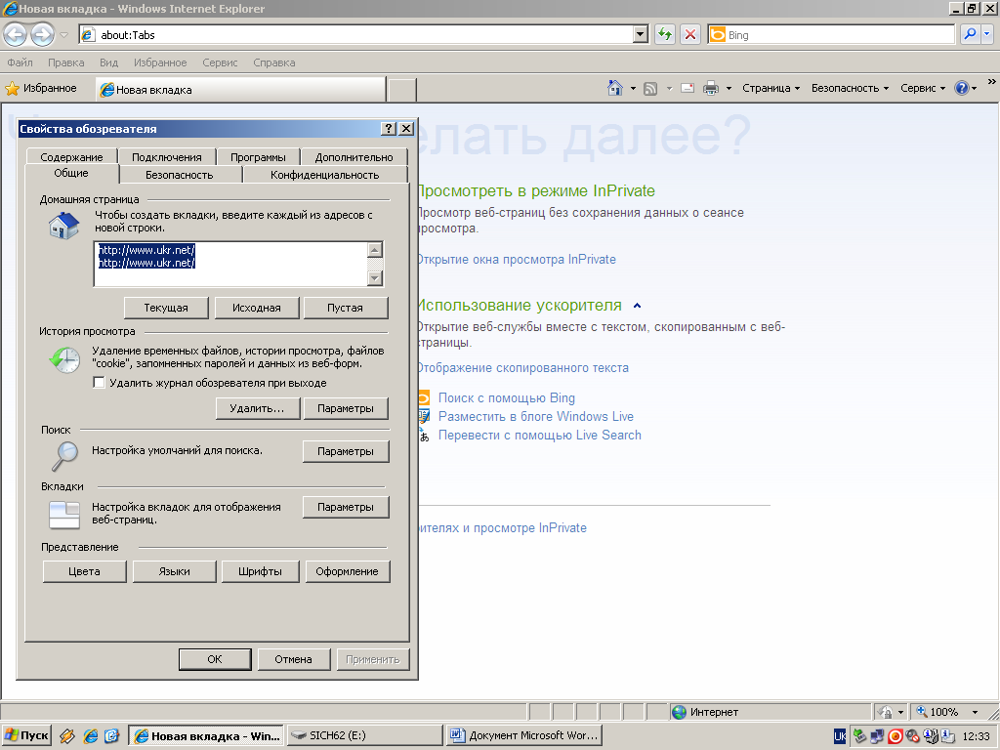 Новая вкладка - Windows Internet Explorer
about:Tabs
Bing
Файл Правка Вид Избранное Сервис Справка
Избранное
Новая вкладка
Страница
Безопасность
Сервис
Свойства обозревателя
Содержание Подключения Программы Дополнительно
Общие Безопасность Конфиденциальность
Домашняя страница
Чтобы создать вкладки, введите каждый из адресов с
новой строки.
http://www.ukr.net/
http://www.ukr.net/
Текущая Исходная Пустая
История просмотра
Удаление временных файлов, истории просмотра, файлов
"cookie", запомненных паролей и данных из веб-форм.
Удалить журнал обозревателя при выходе
Удалить... Параметры
Поиск
Настройка умолчаний для поиска.
Параметры
Вкладки
Настройка вкладок для отображения
веб-страниц.
Параметры
Представление
Цвета Языки Шрифты Оформление
ОК Отмена Применить
далее?
Просмотреть в режиме InPrivate
Просмотр веб-страниц без сохранения данных о сеансе
просмотра.
Открытие окна просмотра InPrivate
Использование ускорителя
Открытие веб-службы вместе с текстом, скопированным с веб-
страницы.
Отображение скопированного текста
Поиск с помощью Bing
Разместить в блоге Windows Live
Перевести с помощью Live Search
ителях и просмотре InPrivate
Интернет
100%
Пуск
Новая вкладка - Win...
SICH62 (E:)
Документ Microsoft Wor...
UK
12:33